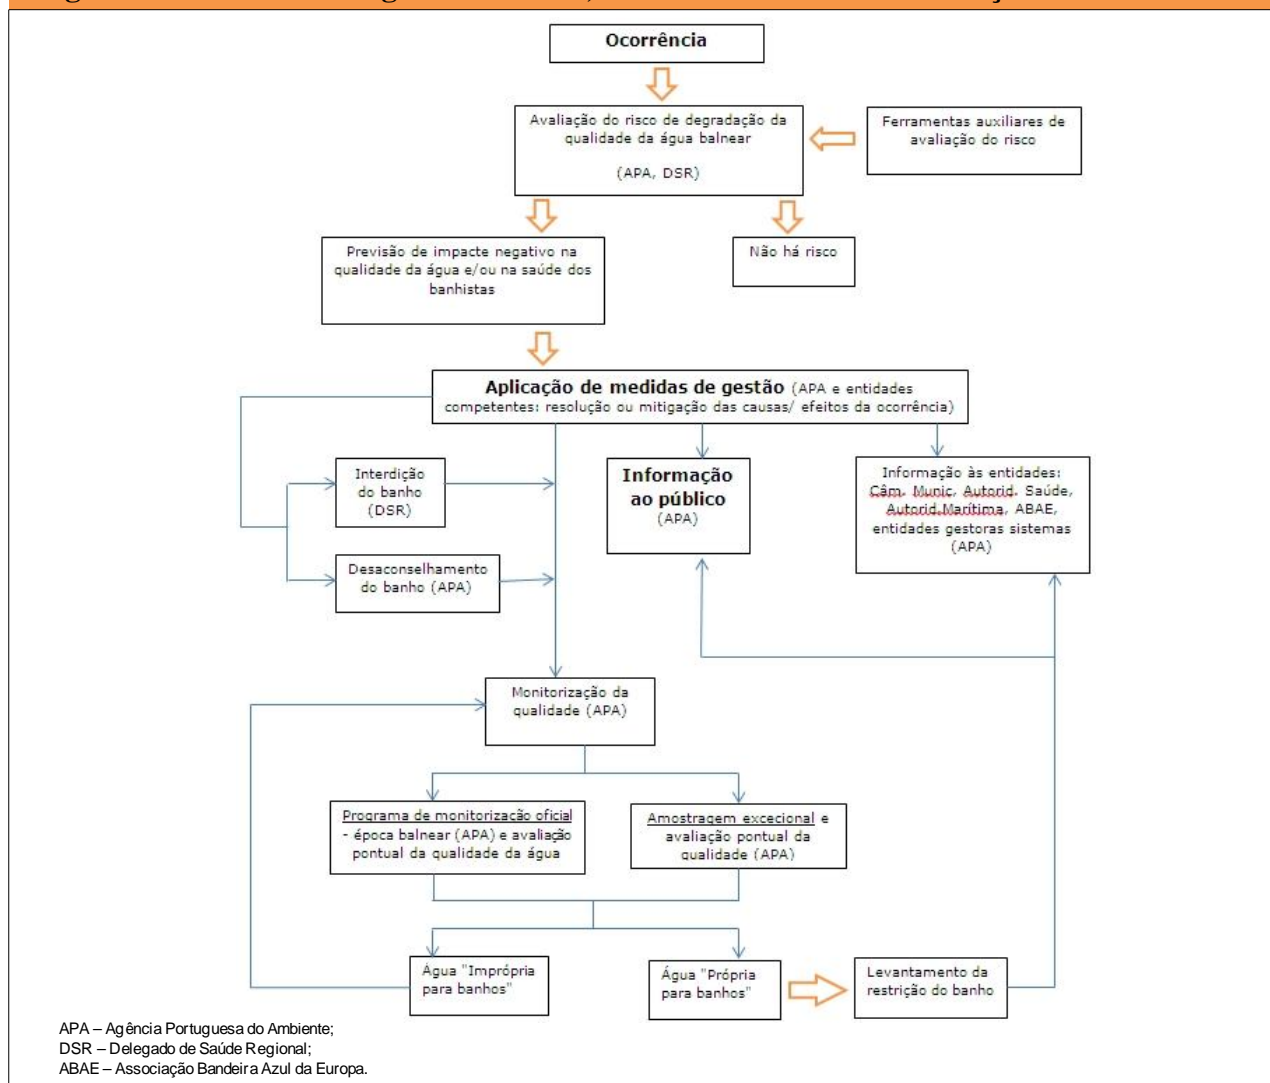 Ocorrência
Avaliação do risco de degradação da
qualidade da água balnear
(APA, DSR)
Ferramentas auxiliares de
avaliação do risco
Previsão de impacte negativo na
qualidade da água e/ou na saúde dos
banhistas
Não há risco
Aplicação de medidas de gestão (APA e entidades
competentes: resolução ou mitigação das causas/ efeitos da ocorrência)
Interdição
do banho
(DSR)
Informação
ao público
(APA)
Informação às entidades:
Câm. Munic, Autorid. Saúde,
Autorid.Marítima, ABAE,
entidades gestoras sistemas
(APA)
Desaconselhamento
do banho (APA)
Monitorização da
qualidade (APA)
Programa de monitorização oficial
- época balnear (APA) e avaliação
pontual da qualidade da água
Amostragem excecional e
avaliação pontual da
qualidade (APA)
Água "Imprópria
para banhos"
Água "Própria
para banhos"
Levantamento da
restrição do banho
APA – Agência Portuguesa do Ambiente;
DSR – Delegado de Saúde Regional;
ABAE – Associação Bandeira Azul da Europa.